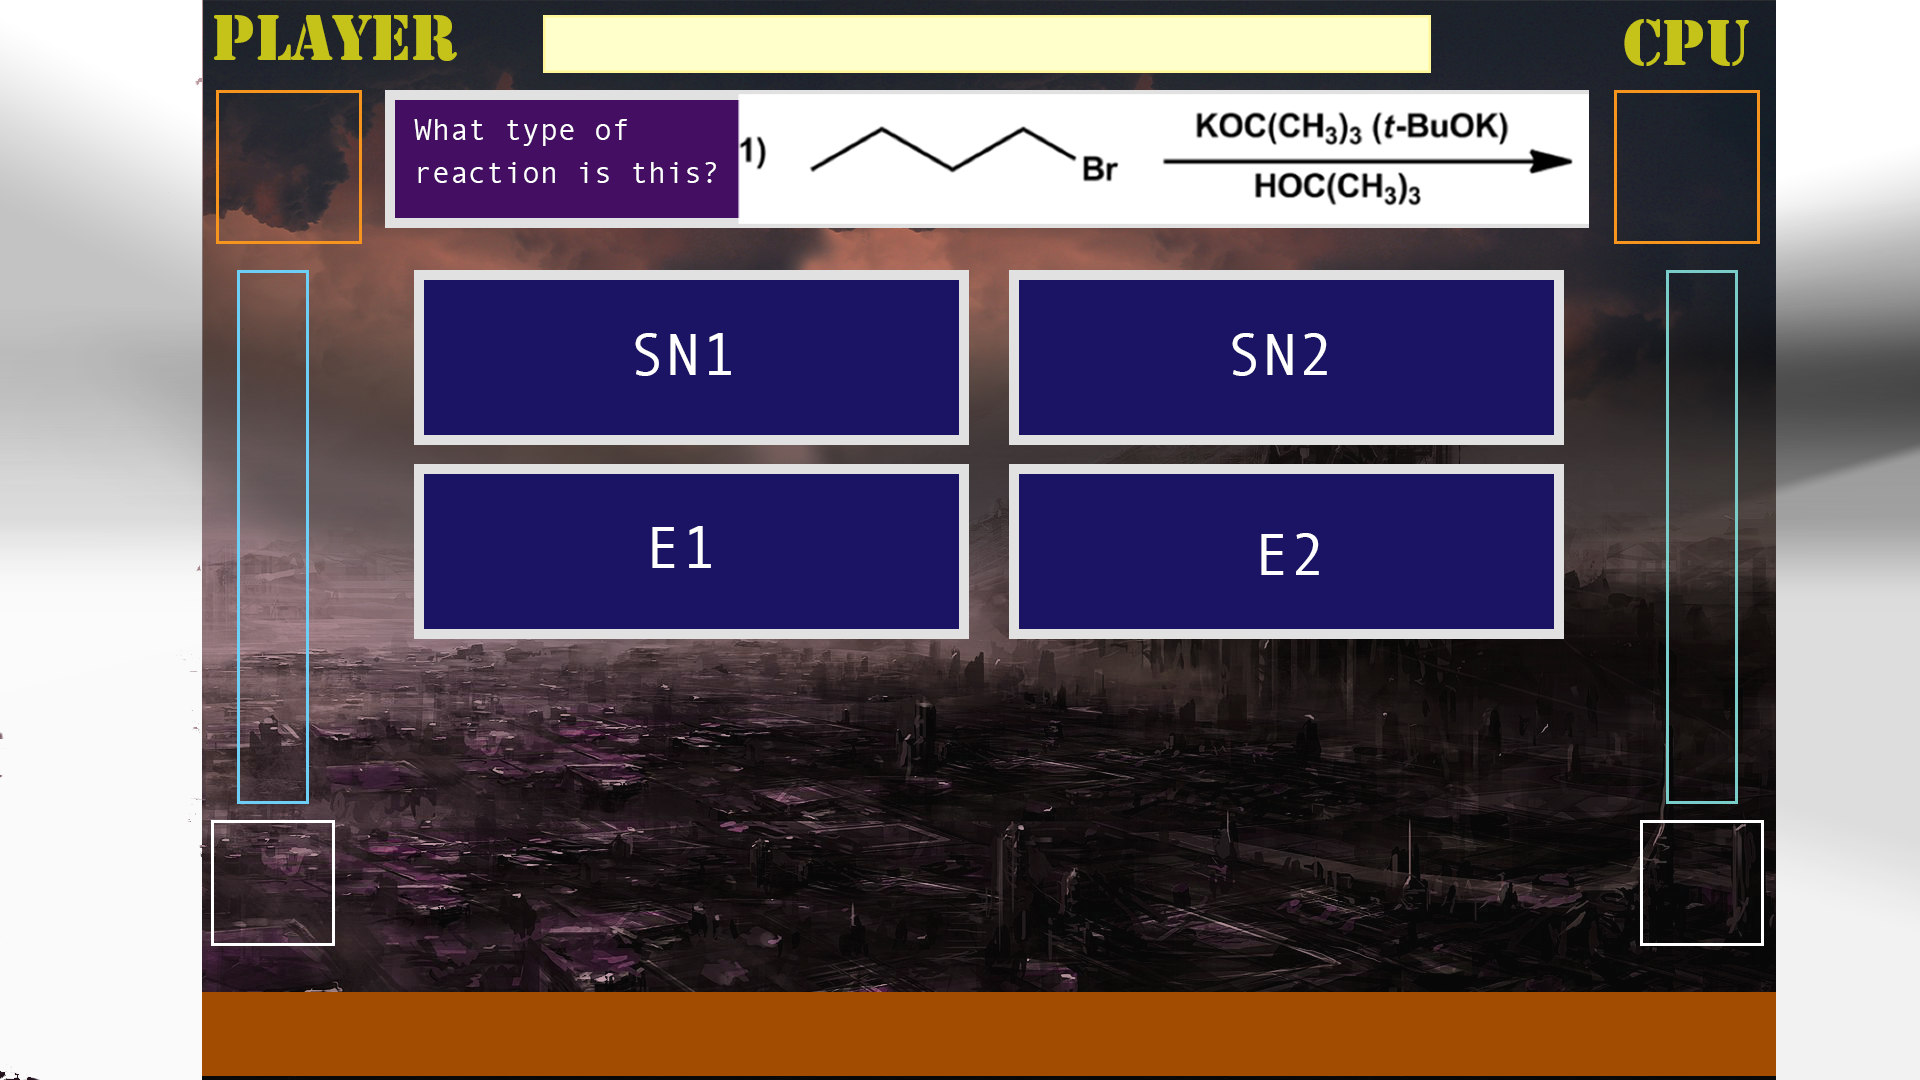 PLAYER
CPU
What type of
reaction is this?
1)
Br
KOC(CH₃)₃ (t-BuOK)
HOC(CH₃)₃
SN1
SN2
E1
E2